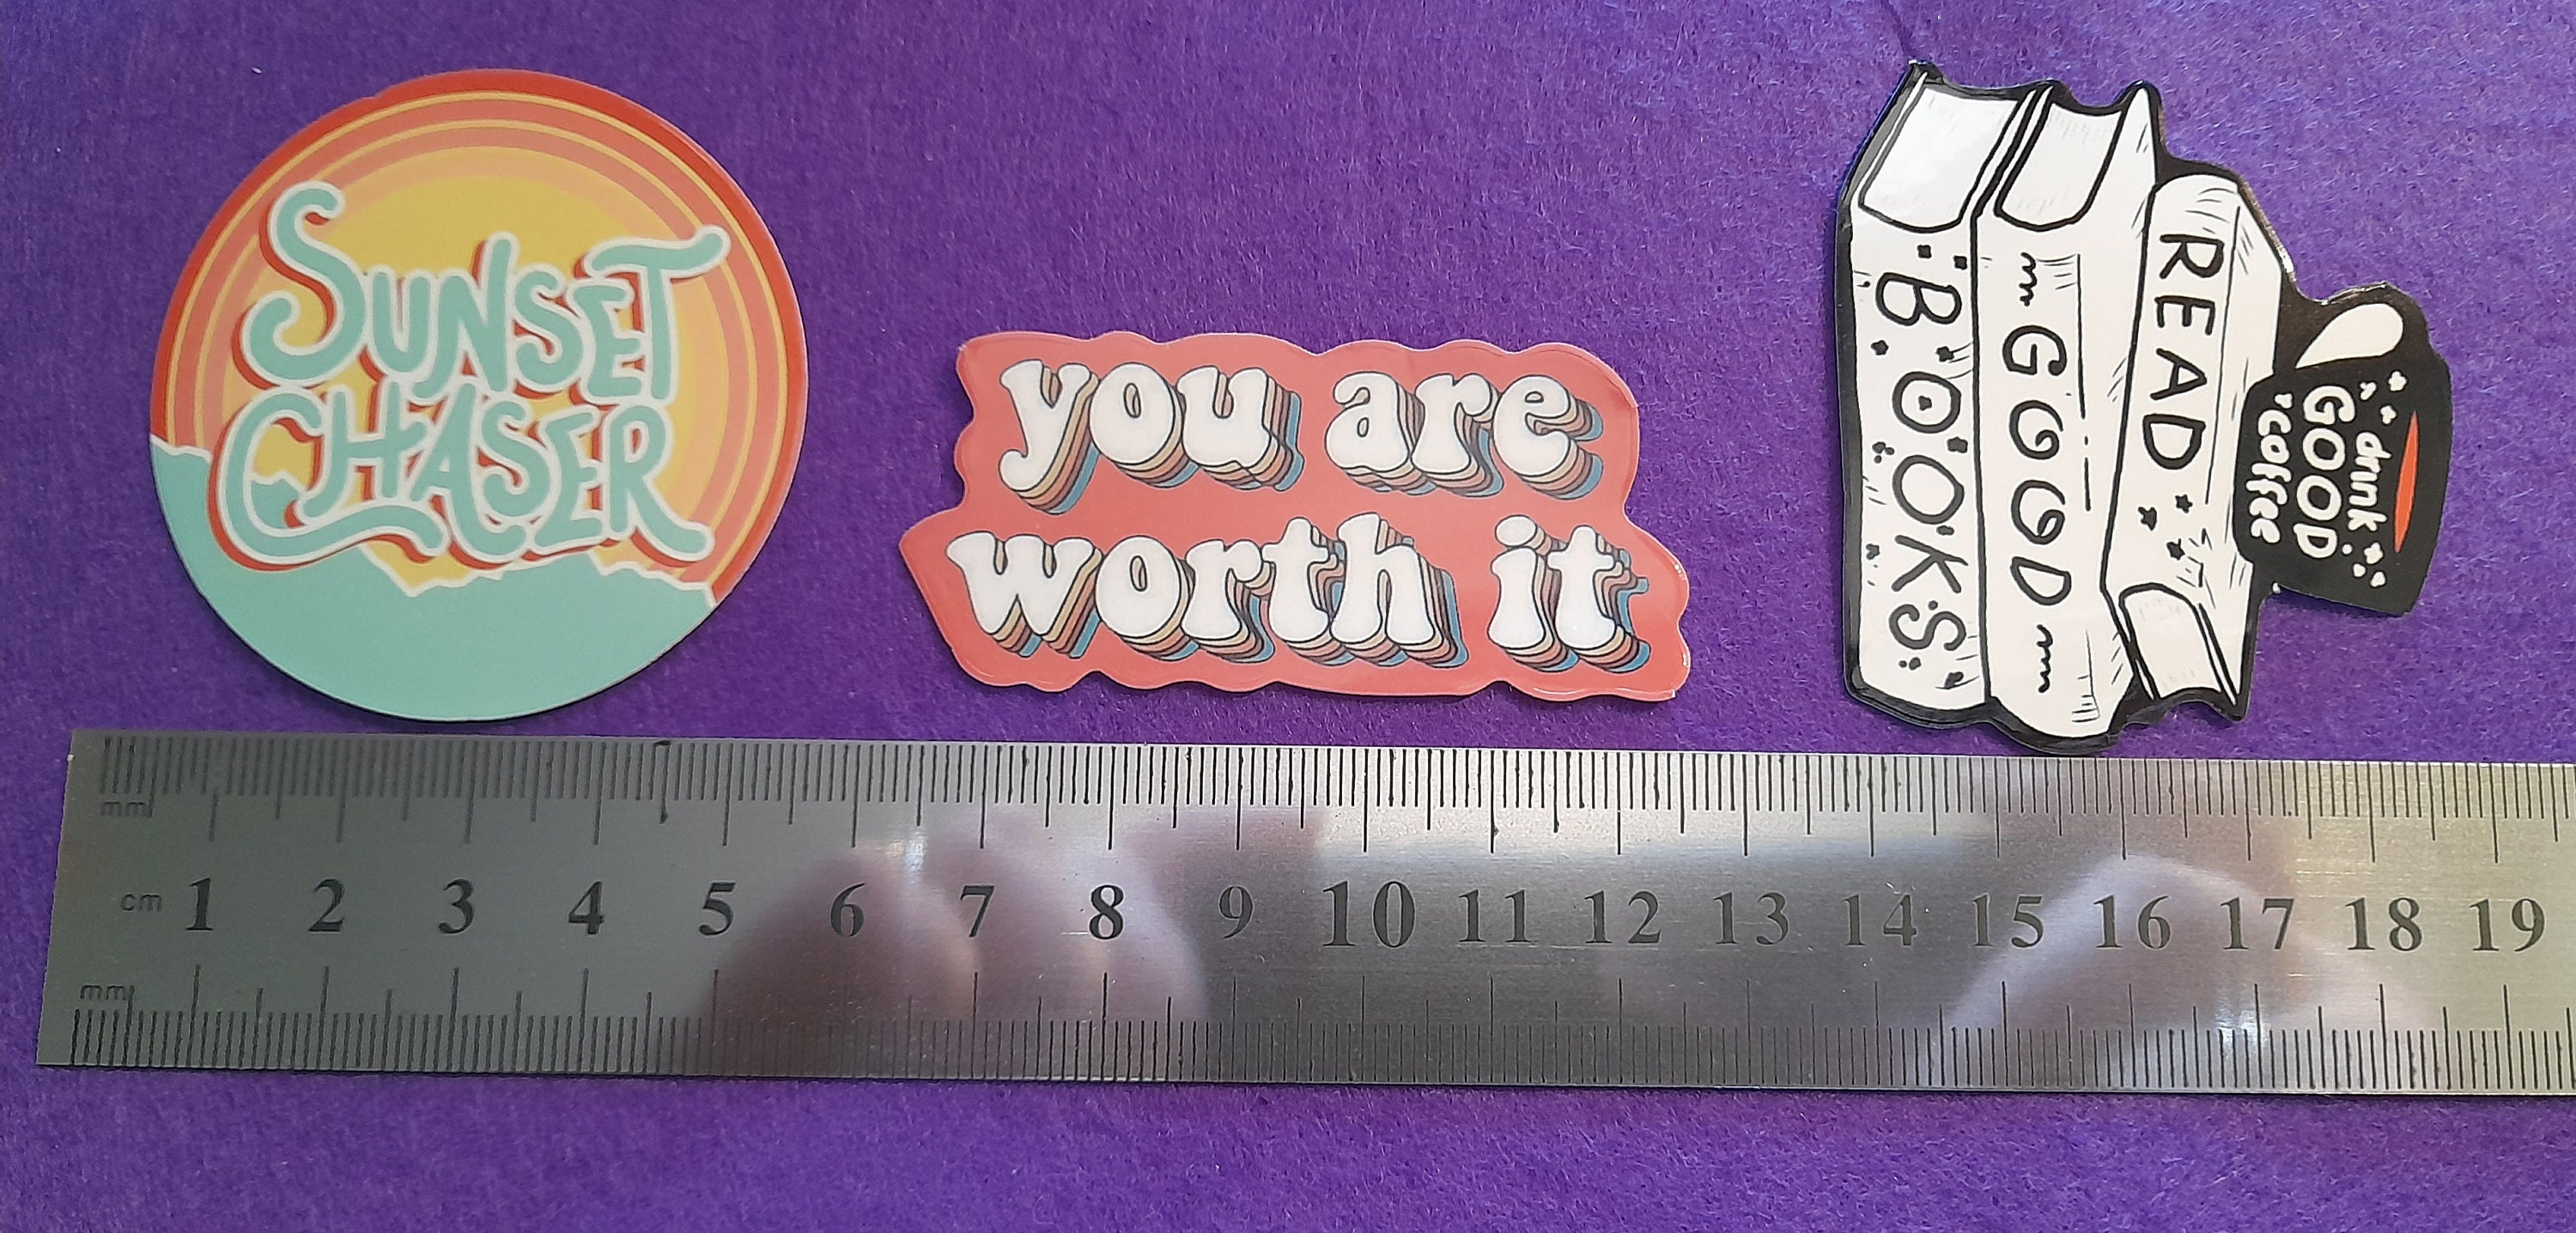 SUNSET
CHASER
you are
worth it
READ
GOOD
BOOKS
drink
GOOD
coffee
mm
cm 1 2 3 4 5 6 7 8 9 10 11 12 13 14 15 16 17 18 19
mm